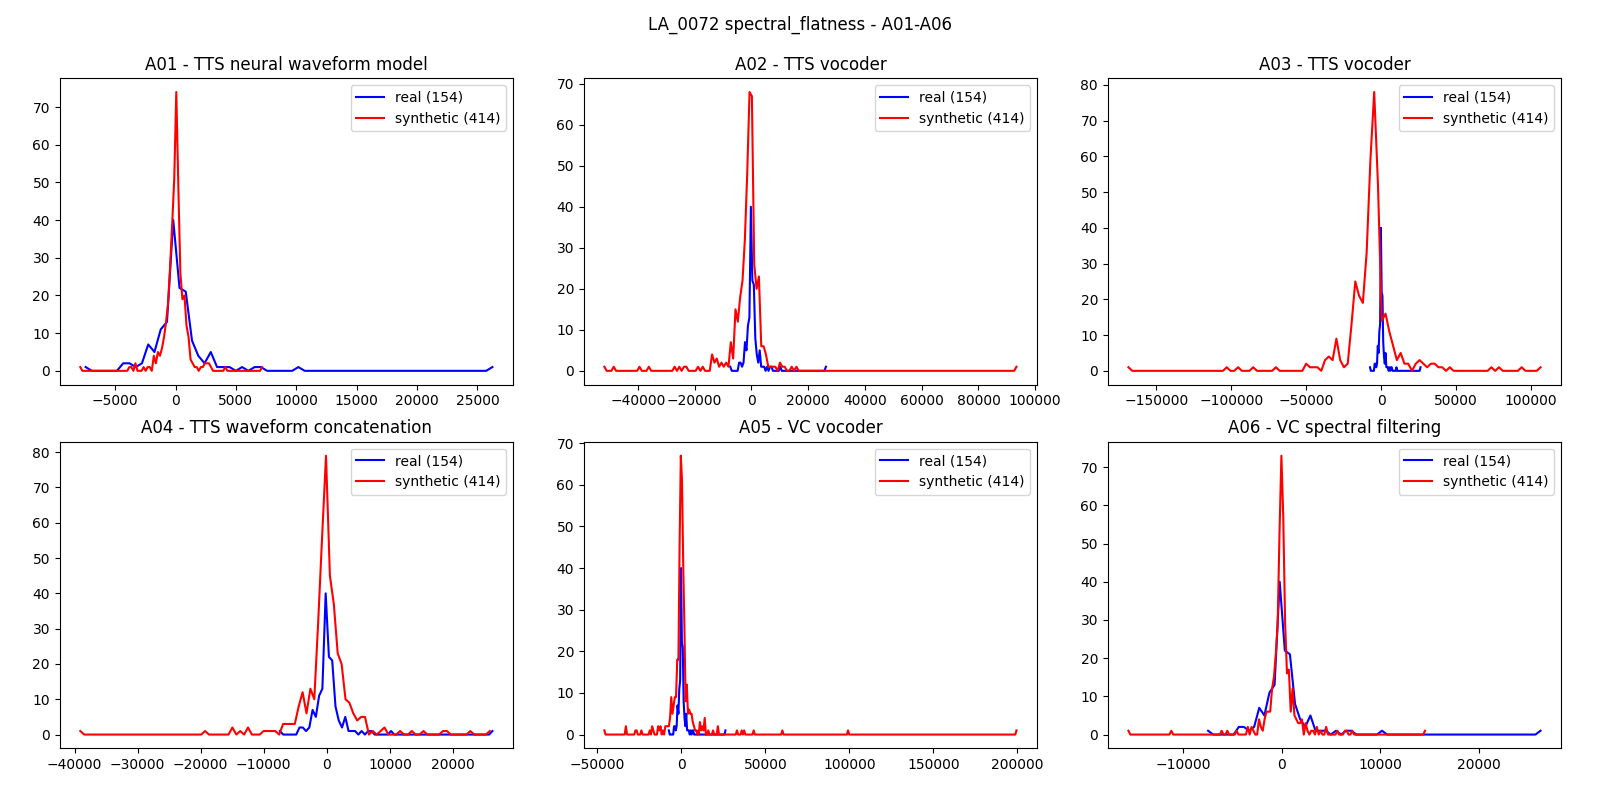 LA_0072 spectral_flatness - A01-A06
A01 - TTS neural waveform model
real (154)
synthetic (414)
70
60
50
40
30
20
10
0
−5000 0 5000 10000 15000 20000 25000
A02 - TTS vocoder
real (154)
synthetic (414)
70
60
50
40
30
20
10
0
−40000 −20000 0 20000 40000 60000 80000 100000
A03 - TTS vocoder
real (154)
synthetic (414)
80
70
60
50
40
30
20
10
0
−150000 −100000 −50000 0 50000 100000
A04 - TTS waveform concatenation
real (154)
synthetic (414)
80
70
60
50
40
30
20
10
0
−40000 −30000 −20000 −10000 0 10000 20000
A05 - VC vocoder
real (154)
synthetic (414)
70
60
50
40
30
20
10
0
−50000 0 50000 100000 150000 200000
A06 - VC spectral filtering
real (154)
synthetic (414)
70
60
50
40
30
20
10
0
−10000 0 10000 20000